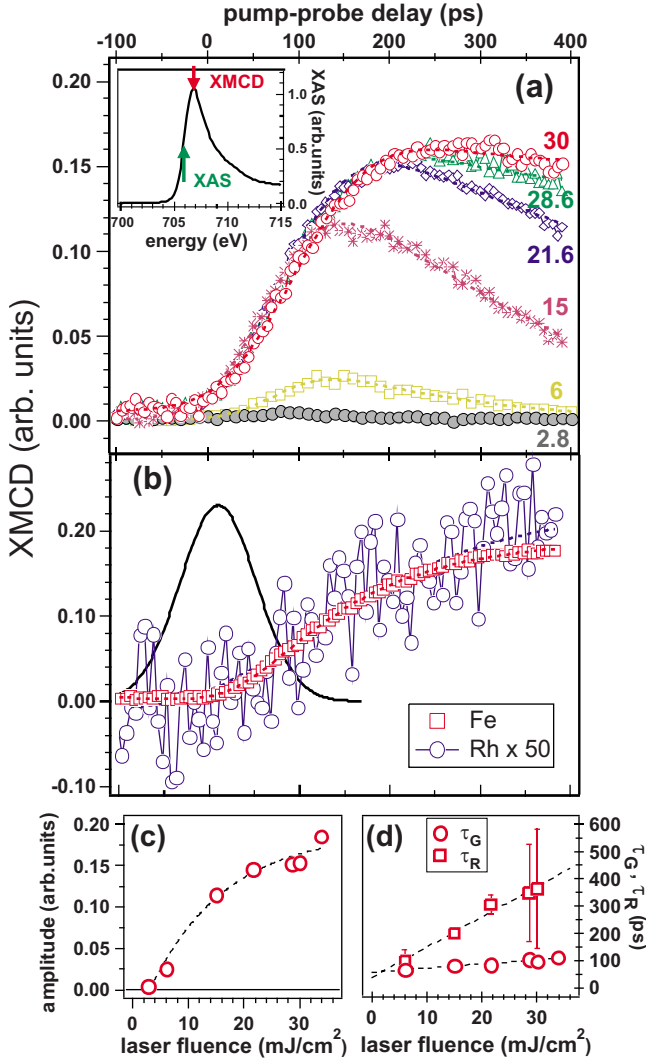 pump-probe delay (ps)
-100 0 100 200 300 400
XMCD (arb. units)
0.20
0.15
0.10
0.05
0.00
(a)
XMCD
XAS
XAS (arb.units)
1.0
0.5
0.0
700 705 710 715
energy (eV)
30
28.6
21.6
15
6
2.8
(b)
0.20
0.10
0.00
-0.10
Fe
Rh x 50
(c)
amplitude (arb.units)
0.20
0.15
0.10
0.05
0.00
0 10 20 30
laser fluence (mJ/cm²)
(d)
τG
τR
600
500
400
300
200
100
0
τG , τR (ps)
0 10 20 30
laser fluence (mJ/cm²)